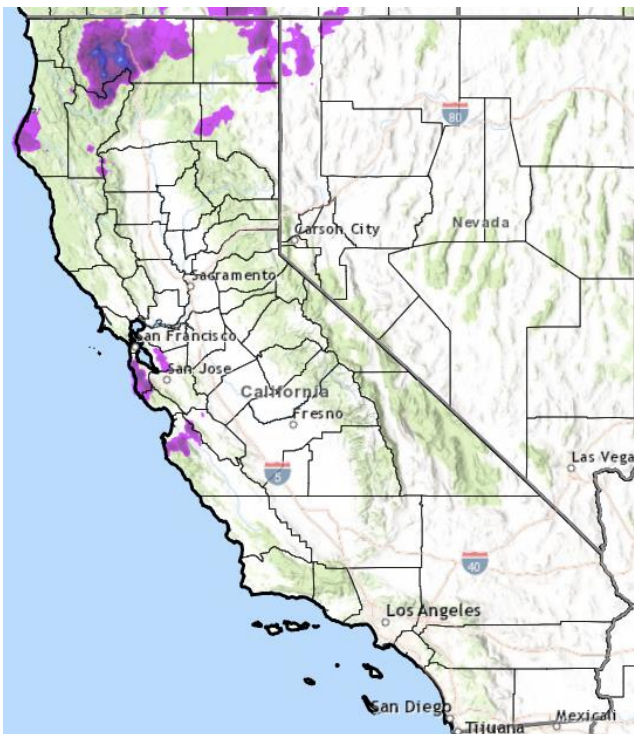 80
Carson City
Nevada
Sacramento
San Francisco
San Jose
California
Fresno
Las Vega
5
40
Los Angeles
San Diego
Tijuana
Mexicali